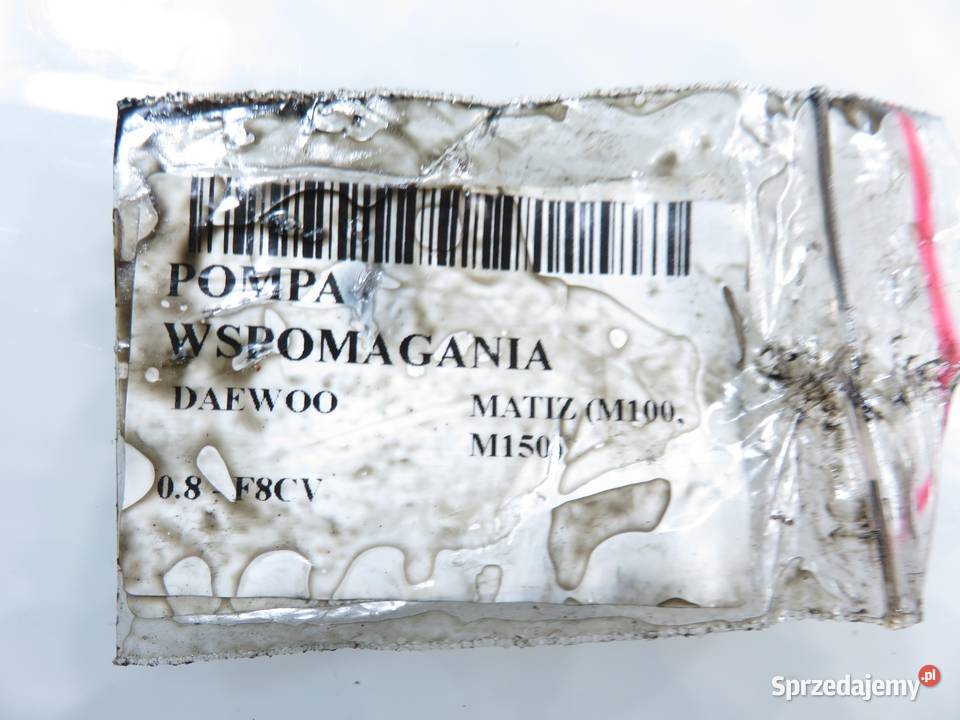 POMPA
WSPOMAGANIA
DAEWOO MATIZ (M100,
M150)
0.8 - F8CV
Sprzedajemy.pl